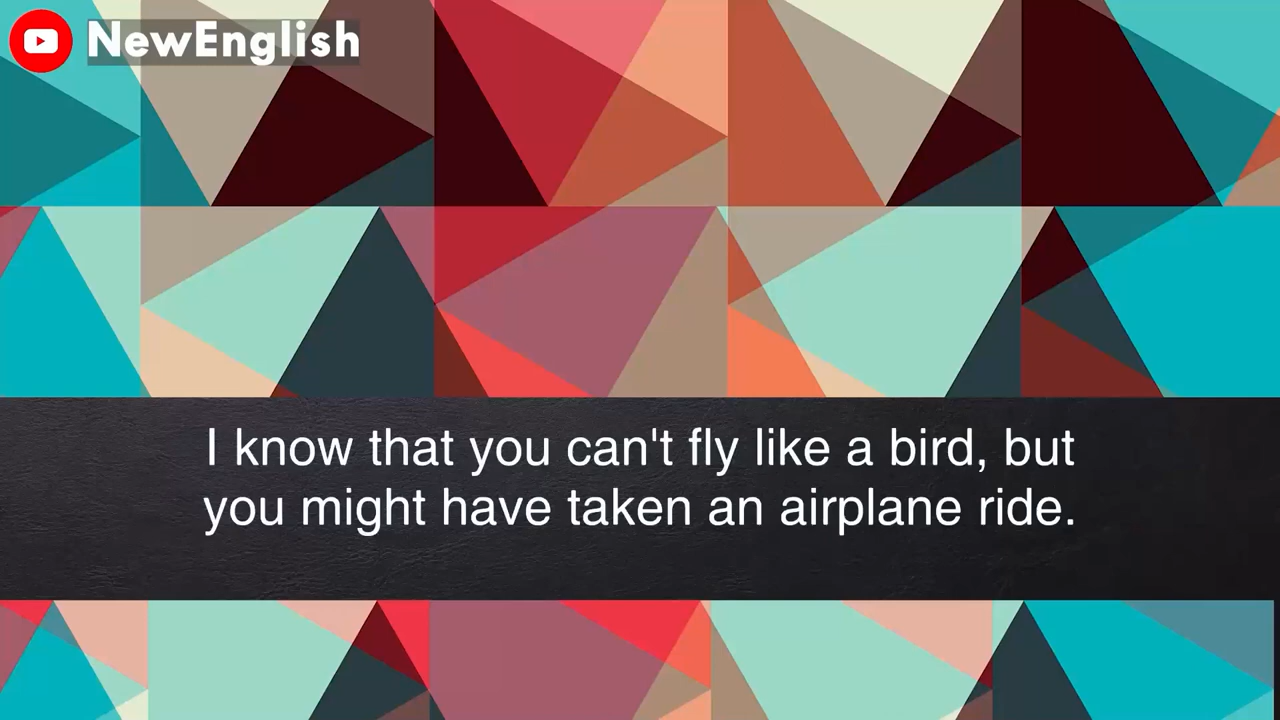 NewEnglish
I know that you can't fly like a bird, but
you might have taken an airplane ride.